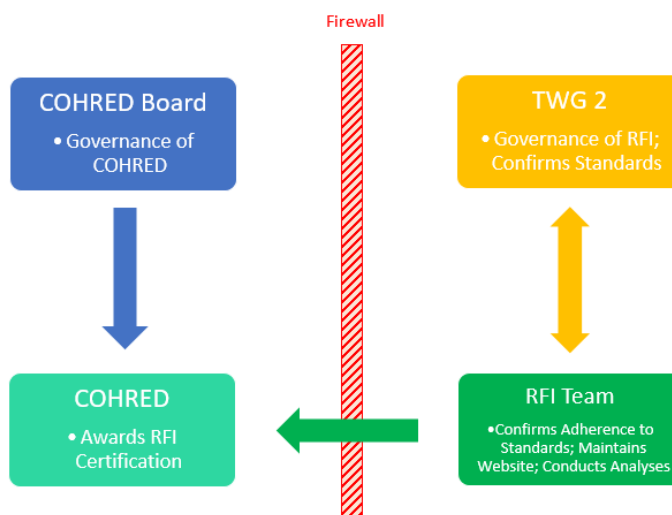 Firewall
COHRED Board
• Governance of
COHRED
TWG 2
• Governance of RFI;
Confirms Standards
COHRED
• Awards RFI
Certification
RFI Team
•Confirms Adherence to
Standards; Maintains
Website; Conducts Analyses